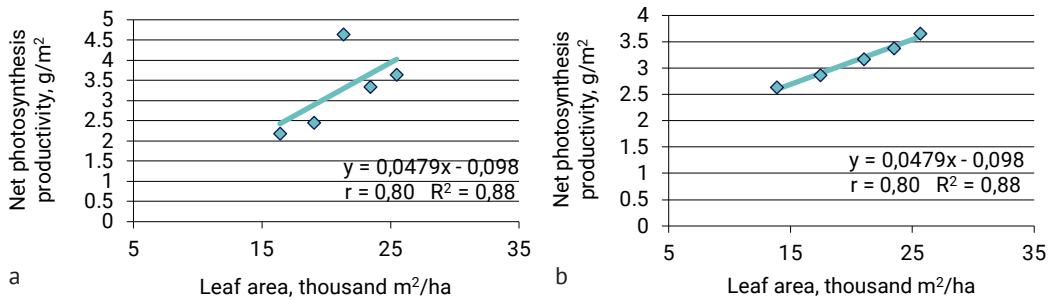 Net photosynthesis
productivity, g/m²
5
4.5
4
3.5
3
2.5
2
1.5
1
0.5
0
y = 0,0479x - 0,098
r = 0,80 R² = 0,88
5 15 25 35
Leaf area, thousand m²/ha
a
Net photosynthesis
productivity, g/m²
4
3.5
3
2.5
2
1.5
1
0.5
0
y = 0,0479x - 0,098
r = 0,80 R² = 0,88
5 15 25 35
Leaf area, thousand m²/ha
b